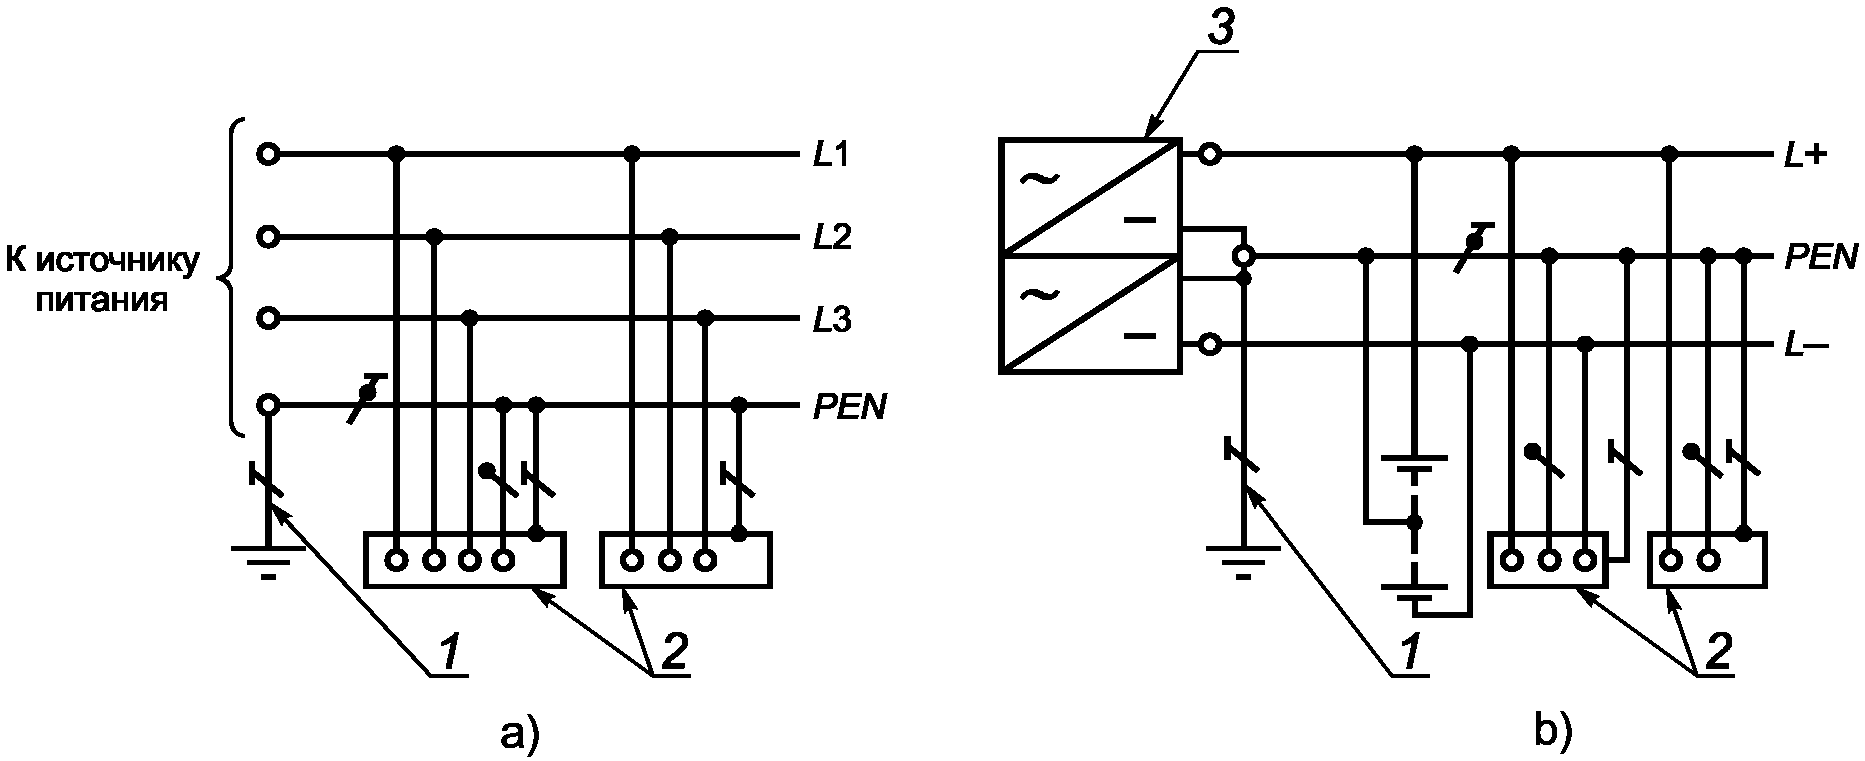 К источнику
питания
L1
L2
L3
PEN
1
2
a)
3
~
–
~
–
L+
PEN
L–
1
2
b)